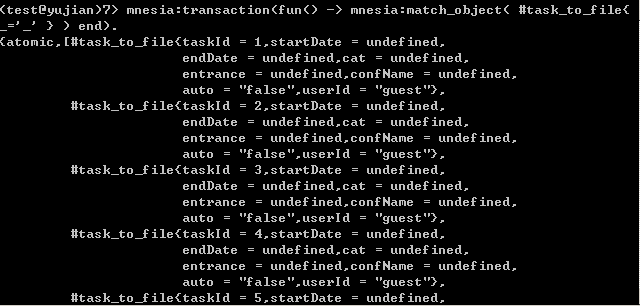 (test@yujian)7> mnesia:transaction(fun() -> mnesia:match_object( #task_to_file{
_='_' } ) end).
{atomic,[#task_to_file{taskId = 1,startDate = undefined,
endDate = undefined,cat = undefined,
entrance = undefined,confName = undefined,
auto = "false",userId = "guest"},
#task_to_file{taskId = 2,startDate = undefined,
endDate = undefined,cat = undefined,
entrance = undefined,confName = undefined,
auto = "false",userId = "guest"},
#task_to_file{taskId = 3,startDate = undefined,
endDate = undefined,cat = undefined,
entrance = undefined,confName = undefined,
auto = "false",userId = "guest"},
#task_to_file{taskId = 4,startDate = undefined,
endDate = undefined,cat = undefined,
entrance = undefined,confName = undefined,
auto = "false",userId = "guest"},
#task_to_file{taskId = 5,startDate = undefined,